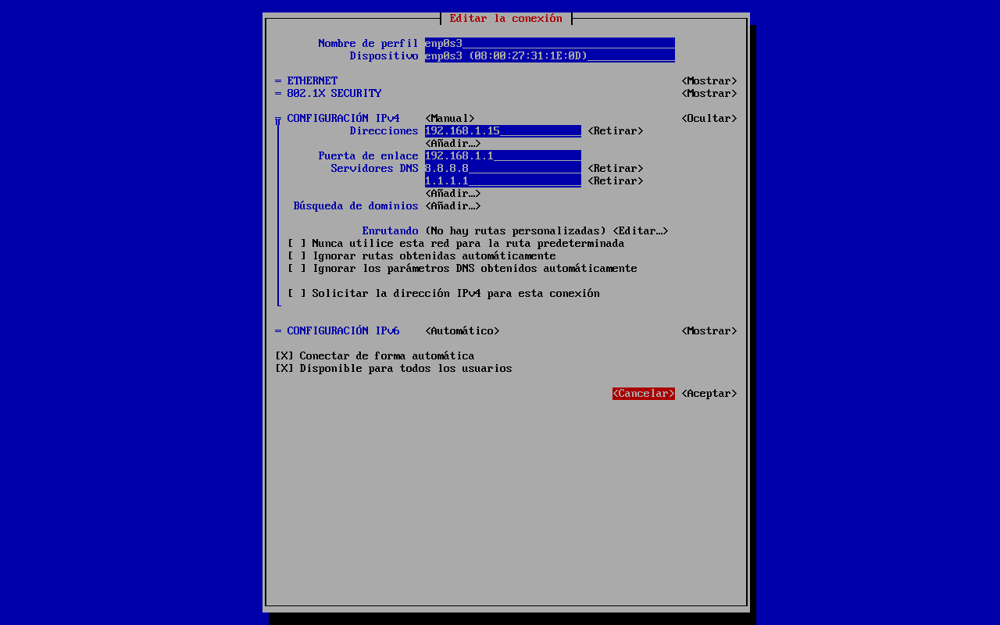 Editar la conexión
Nombre de perfil enp0s3
Dispositivo enp0s3 (08:00:27:31:1E:0D)
= ETHERNET <Mostrar>
= 802.1X SECURITY <Mostrar>
= CONFIGURACIÓN IPv4 <Manual> <Ocultar>
Direcciones 192.168.1.15 <Retirar>
<Añadir…>
Puerta de enlace 192.168.1.1
Servidores DNS 8.8.8.8 <Retirar>
1.1.1.1 <Retirar>
<Añadir…>
Búsqueda de dominios <Añadir…>
Enrutando (No hay rutas personalizadas) <Editar…>
[ ] Nunca utilice esta red para la ruta predeterminada
[ ] Ignorar rutas obtenidas automáticamente
[ ] Ignorar los parámetros DNS obtenidos automáticamente
[ ] Solicitar la dirección IPv4 para esta conexión
= CONFIGURACIÓN IPv6 <Automático> <Mostrar>
[X] Conectar de forma automática
[X] Disponible para todos los usuarios
<Cancelar> <Aceptar>